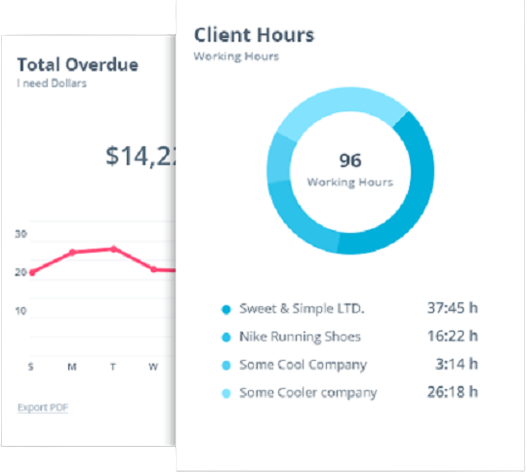 Total Overdue
I need Dollars
$14,22
30
20
10
S M T W
Export PDF
Client Hours
Working Hours
96
Working Hours
Sweet & Simple LTD. 37:45 h
Nike Running Shoes 16:22 h
Some Cool Company 3:14 h
Some Cooler company 26:18 h